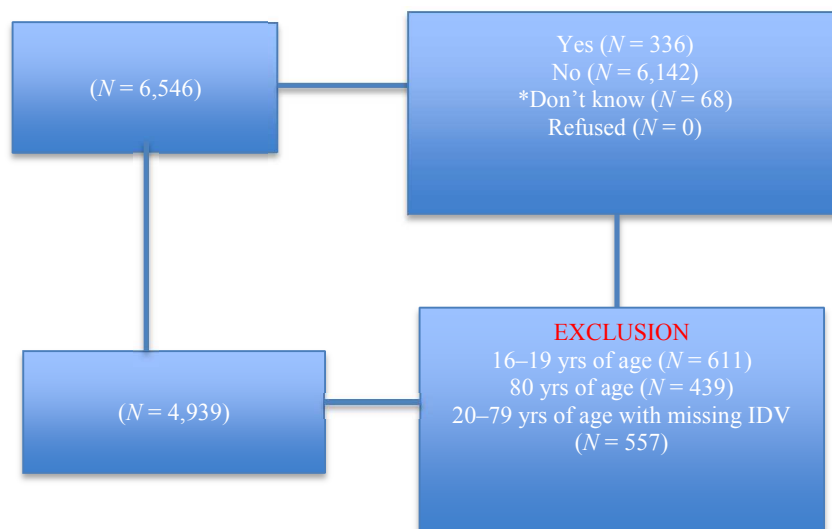 (N = 6,546)
Yes (N = 336)
No (N = 6,142)
*Don’t know (N = 68)
Refused (N = 0)
(N = 4,939)
EXCLUSION
16–19 yrs of age (N = 611)
80 yrs of age (N = 439)
20–79 yrs of age with missing IDV
(N = 557)